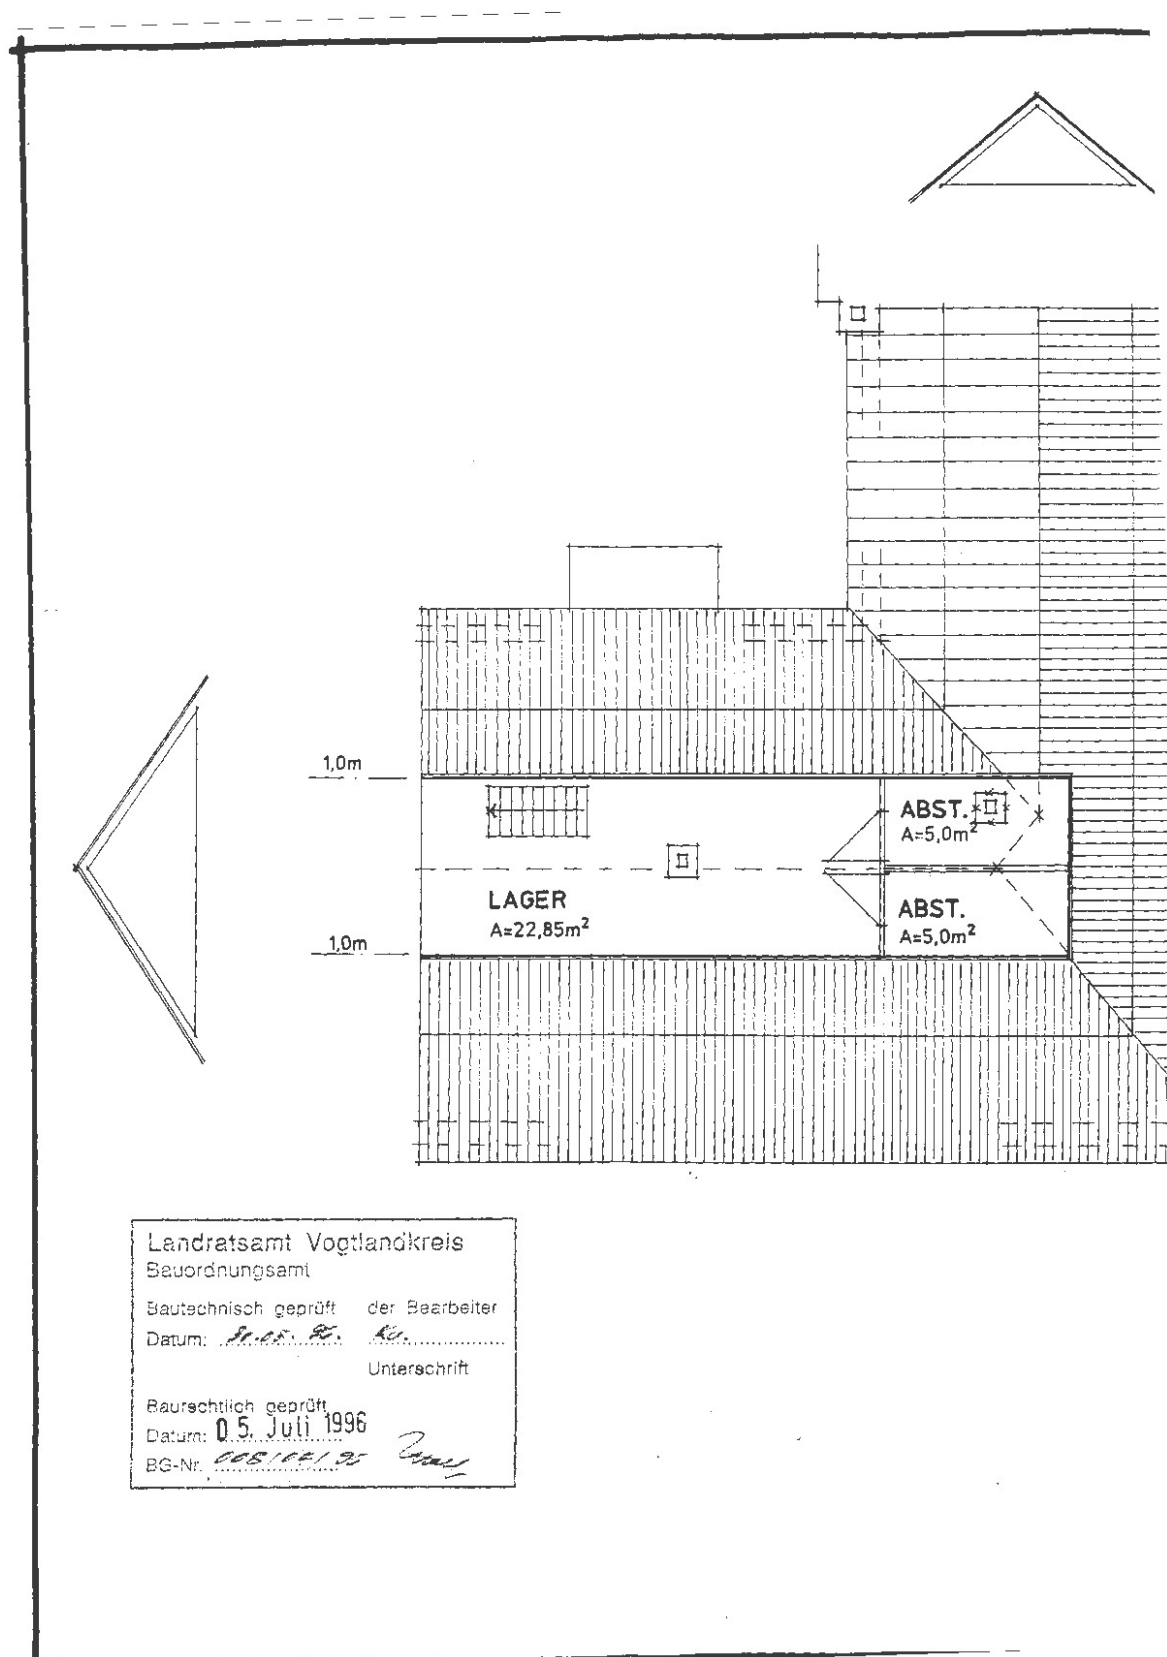 1,0m
ABST.
A=5,0m²
LAGER
A=22,85m²
ABST.
A=5,0m²
1,0m
Landratsamt Vogtlandkreis
Bauordnungsamt
Bautechnisch geprüft der Bearbeiter
Datum:
Unterschrift
Baurechtlich geprüft
Datum: 05. Juli 1996
BG-Nr.